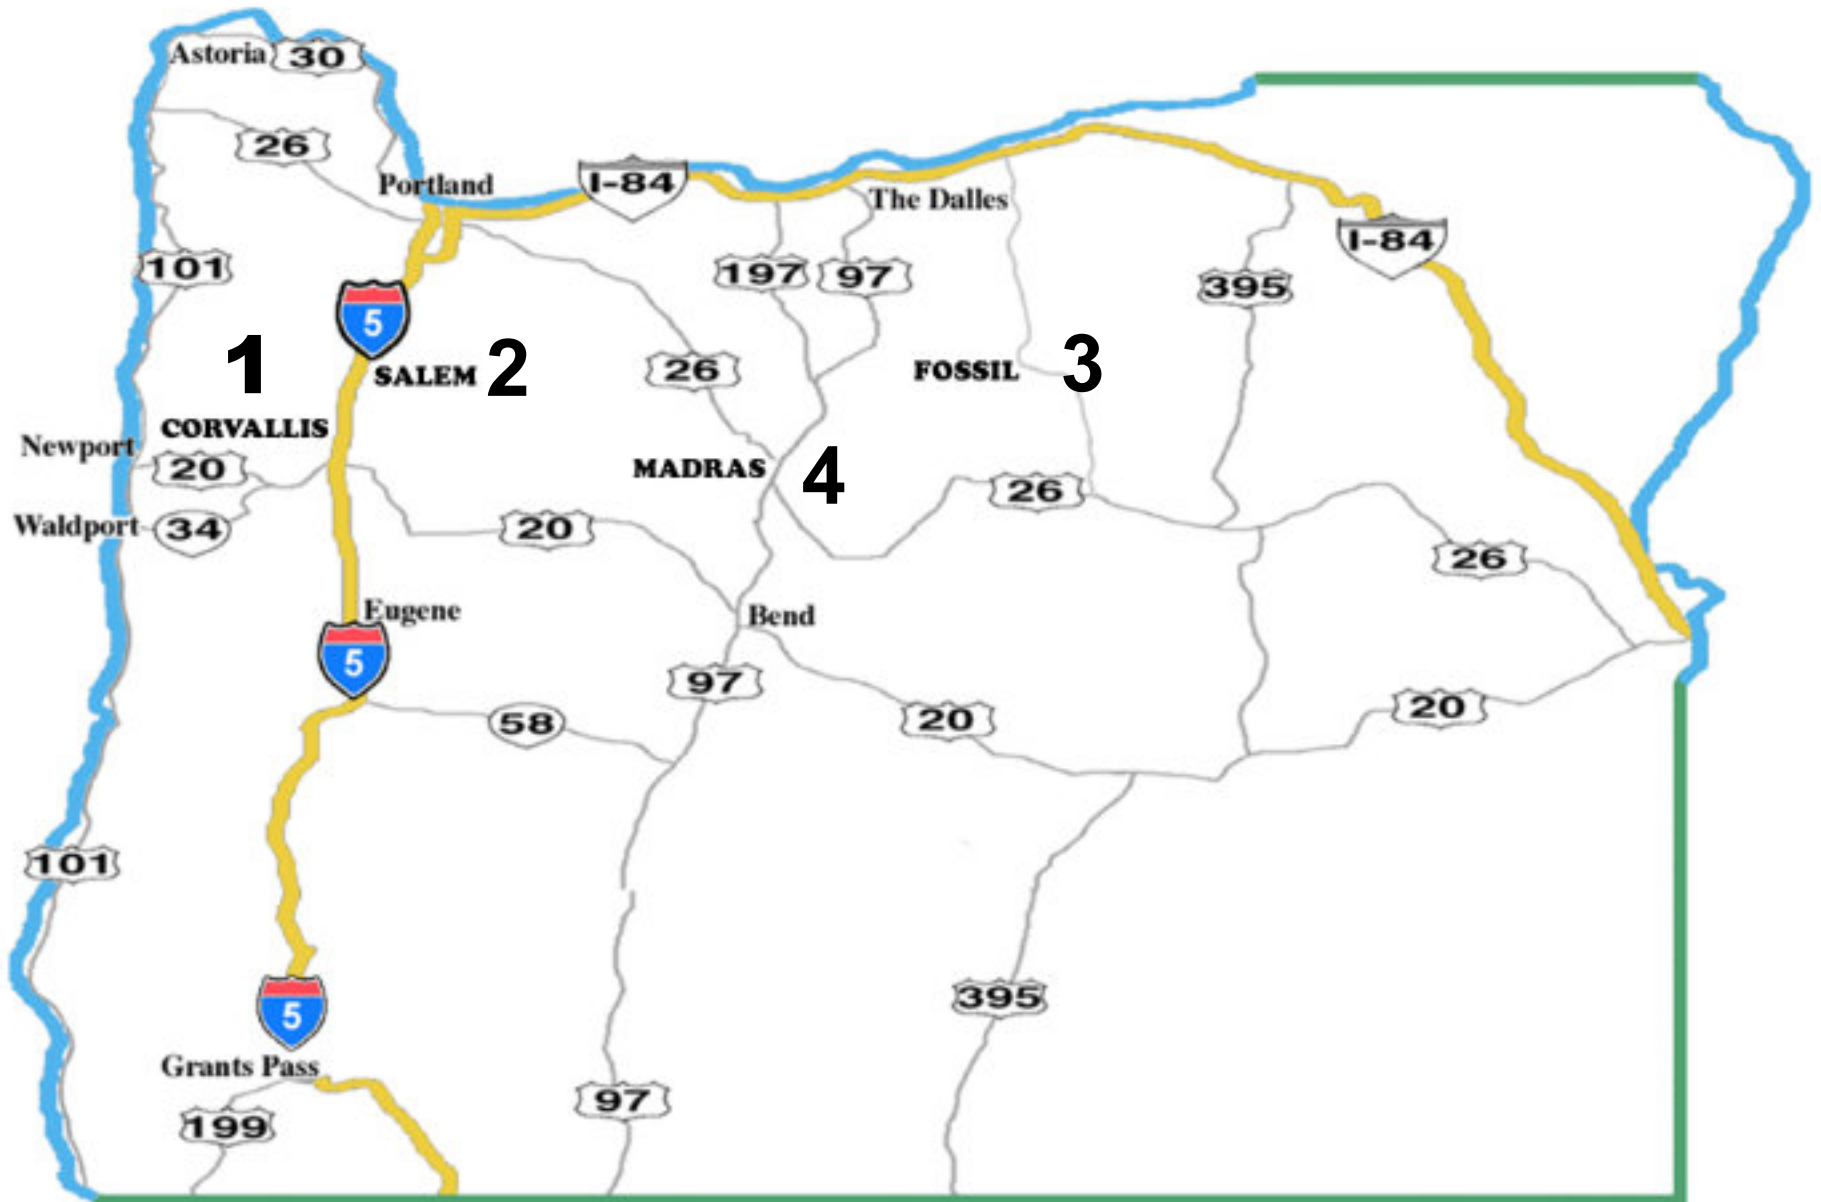 Astoria
30
26
Portland
I-84
The Dalles
I-84
101
197
97
395
5
1
SALEM
2
26
FOSSIL
3
CORVALLIS
Newport
20
MADRAS
4
26
Waldport
34
20
26
Eugene
Bend
5
97
58
20
20
101
5
395
Grants Pass
97
199